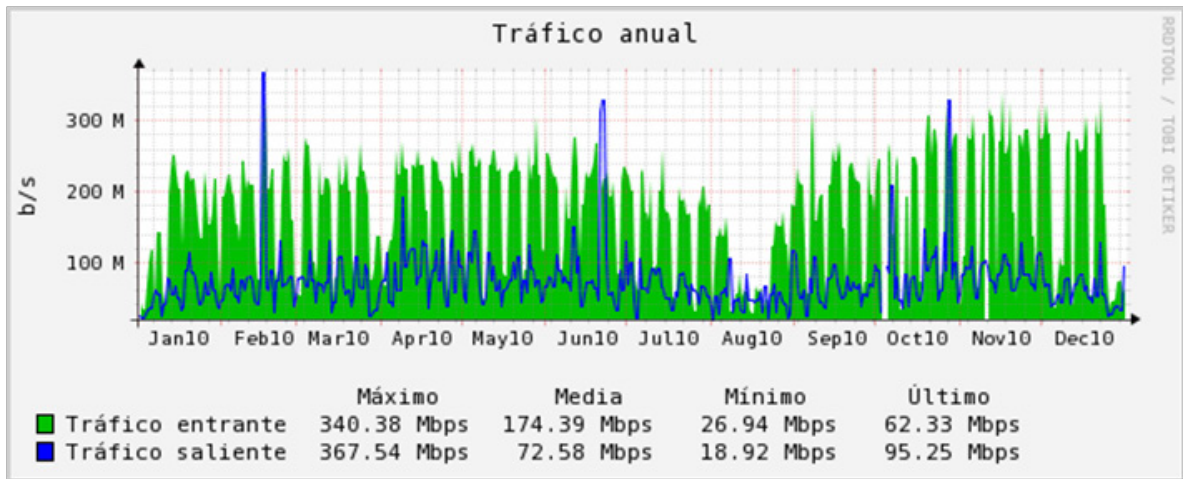 Tráfico anual
RRDTOOL / TOBI OETIKER
b/s
300 M
200 M
100 M
Jan10 Feb10 Mar10 Apr10 May10 Jun10 Jul10 Aug10 Sep10 Oct10 Nov10 Dec10
Máximo Media Mínimo Último
Tráfico entrante 340.38 Mbps 174.39 Mbps 26.94 Mbps 62.33 Mbps
Tráfico saliente 367.54 Mbps 72.58 Mbps 18.92 Mbps 95.25 Mbps